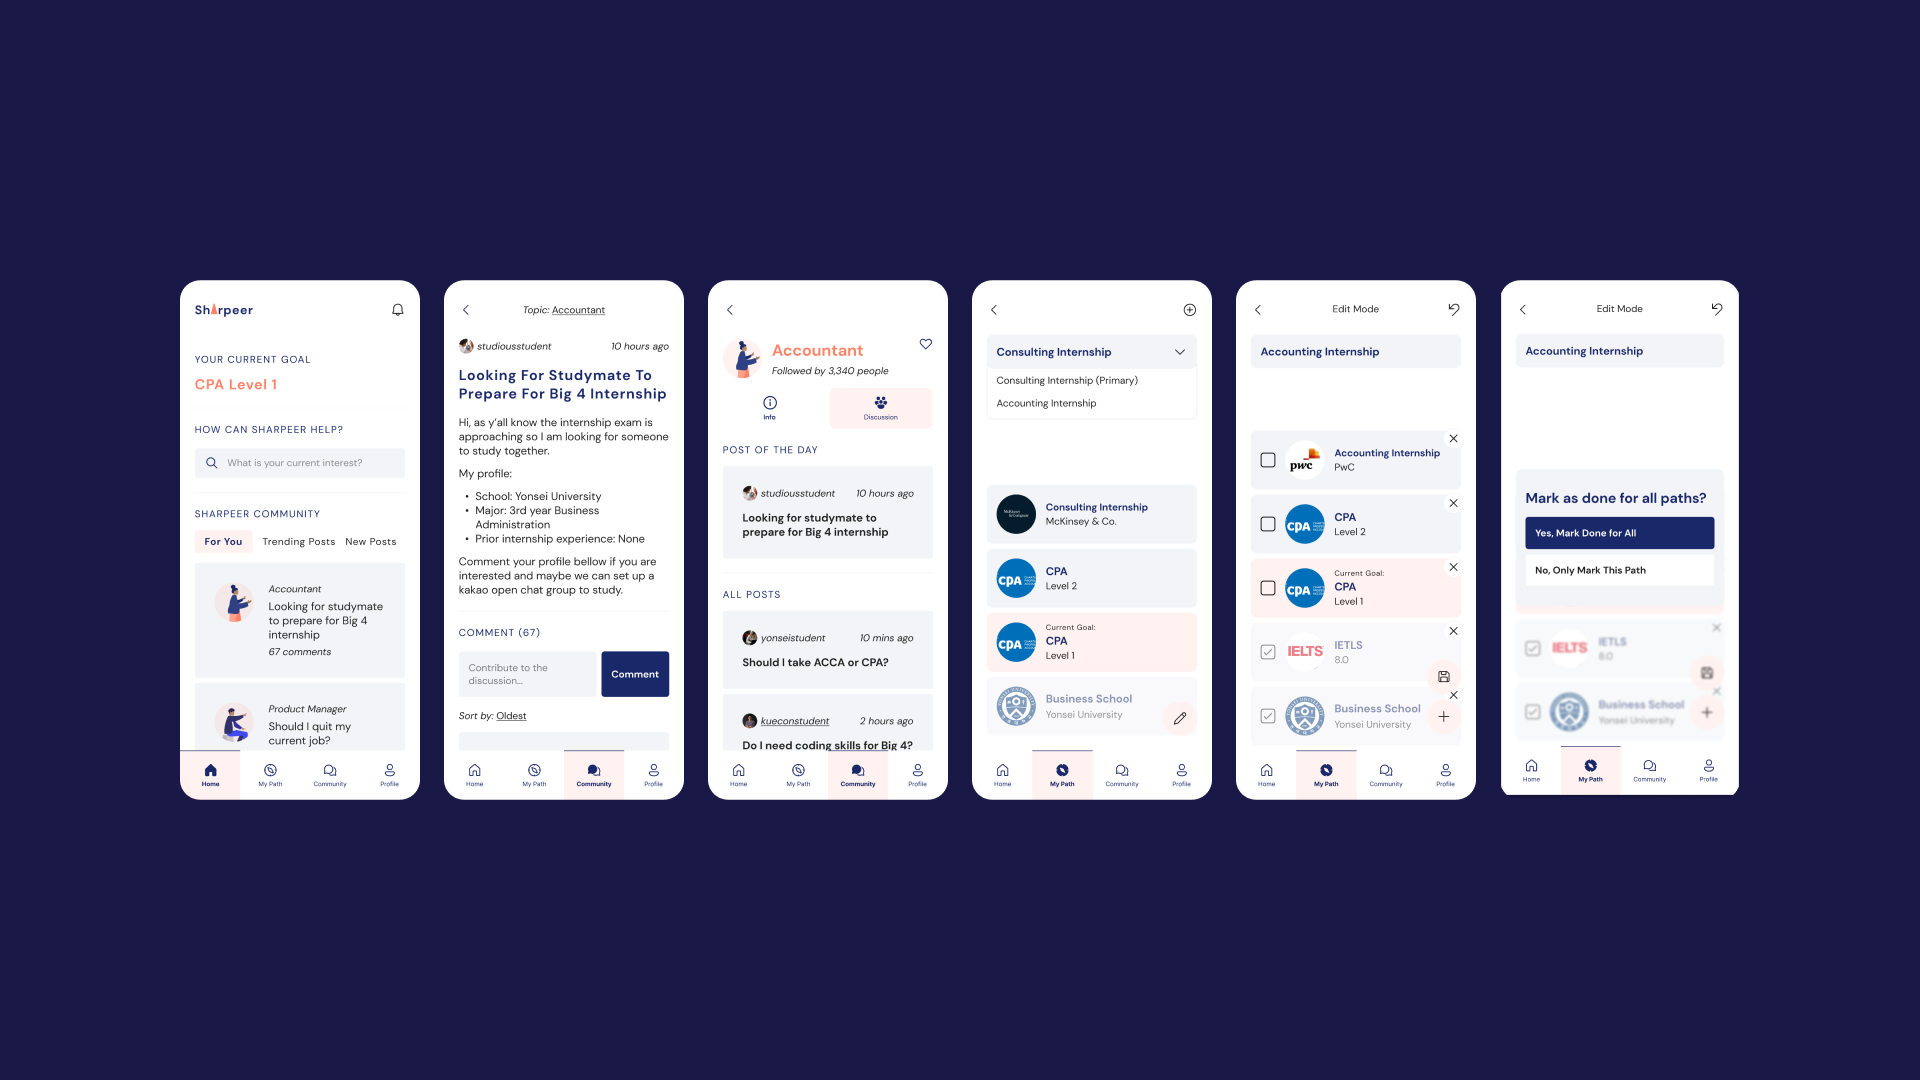 Sharpeer
YOUR CURRENT GOAL
CPA Level 1
HOW CAN SHARPEER HELP?
What is your current interest?
SHARPEER COMMUNITY
For You Trending Posts New Posts
Accountant
Looking for studymate
to prepare for Big 4
internship
67 comments
Product Manager
Should I quit my
current job?
Home My Path Community Profile
Topic: Accountant
studiousstudent 10 hours ago
Looking For Studymate To
Prepare For Big 4 Internship
Hi, as y'all know the internship exam is
approaching so I am looking for someone
to study together.
My profile:
• School: Yonsei University
• Major: 3rd year Business
Administration
• Prior internship experience: None
Comment your profile bellow if you are
interested and maybe we can set up a
kakao open chat group to study.
COMMENT (67)
Contribute to the
discussion...
Comment
Sort by: Oldest
Home My Path Community Profile
Accountant
Followed by 3,340 people
Info Discussion
POST OF THE DAY
studiousstudent 10 hours ago
Looking for studymate to
prepare for Big 4 internship
ALL POSTS
yonseistudent 10 mins ago
Should I take ACCA or CPA?
kueconstudent 2 hours ago
Do I need coding skills for Big 4?
Home My Path Community Profile
Consulting Internship
Consulting Internship (Primary)
Accounting Internship
McKinsey
& Company
Consulting Internship
McKinsey & Co.
CPA
CPA
Level 2
CPA
Current Goal:
CPA
Level 1
Business School
Yonsei University
Home My Path Community Profile
Edit Mode
Accounting Internship
pwc
Accounting Internship
PwC
CPA
CPA
Level 2
CPA
Current Goal:
CPA
Level 1
IELTS
IETLS
8.0
Business School
Yonsei University
Home My Path Community Profile
Edit Mode
Accounting Internship
Mark as done for all paths?
Yes, Mark Done for All
No, Only Mark This Path
IELTS
IETLS
8.0
Business School
Yonsei University
Home My Path Community Profile